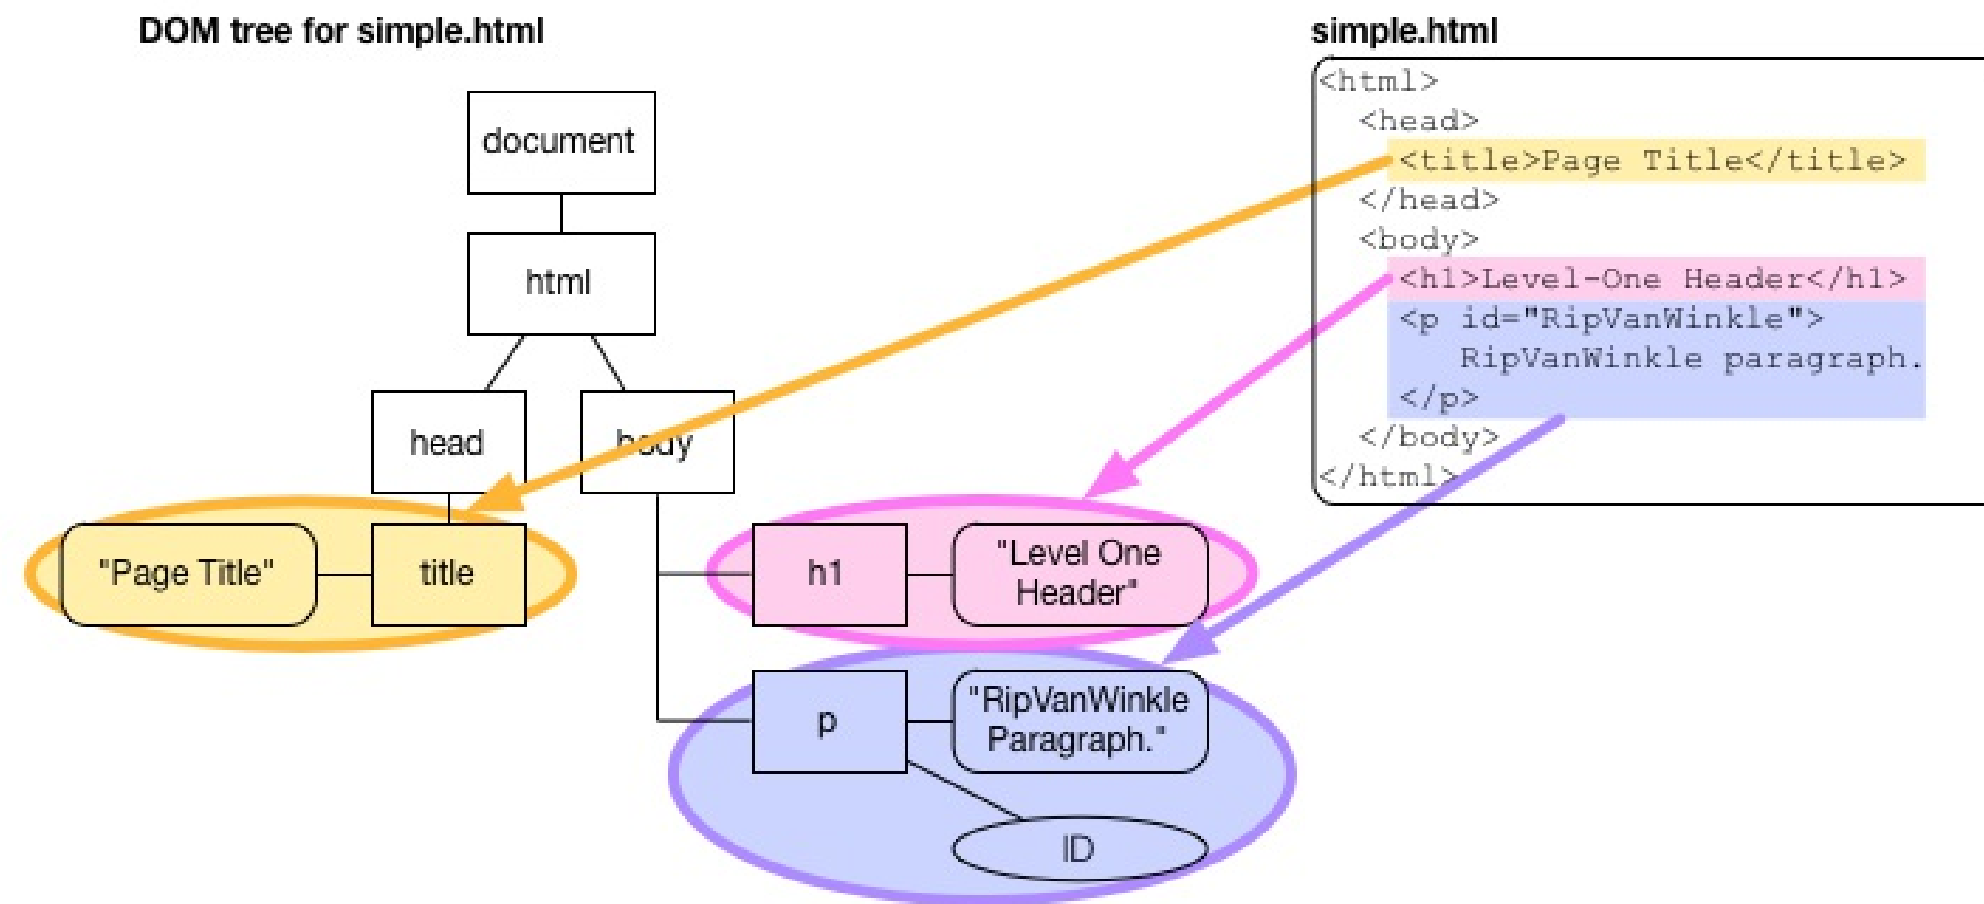 DOM tree for simple.html
document
html
head
body
"Page Title"
title
h1
"Level One
Header"
p
"RipVanWinkle
Paragraph."
ID
simple.html
<html>
<head>
<title>Page Title</title>
</head>
<body>
<h1>Level-One Header</h1>
<p id="RipVanWinkle">
RipVanWinkle paragraph.
</p>
</body>
</html>